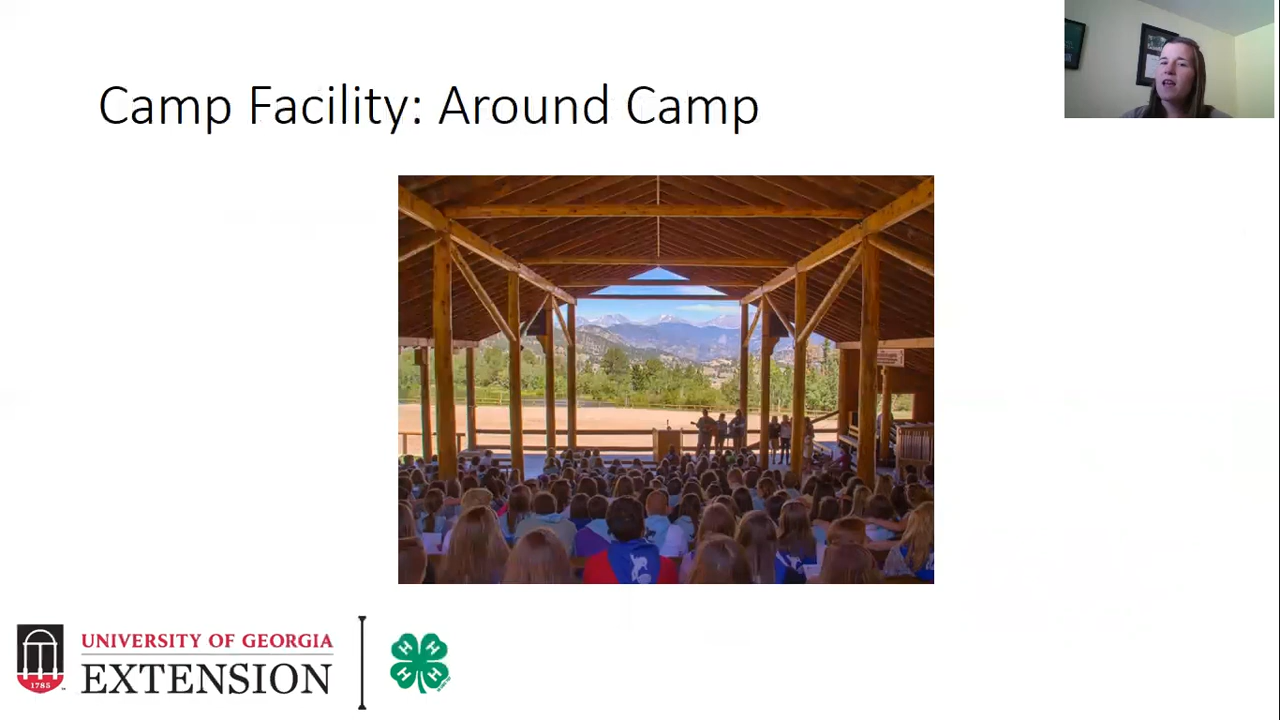 Camp Facility: Around Camp
UNIVERSITY OF GEORGIA
EXTENSION
1785
H H
H H